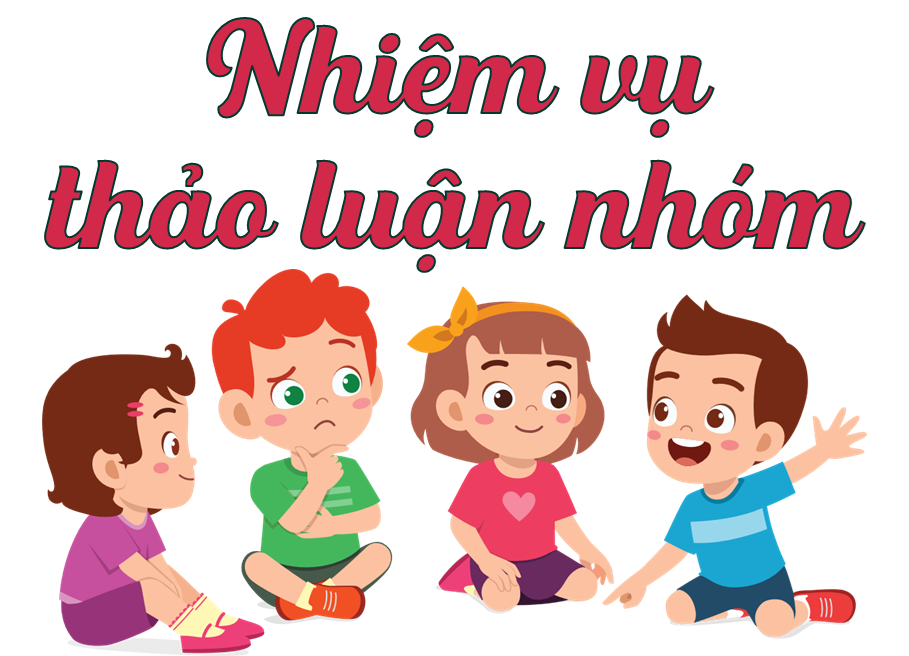 Nhiệm vụ
thảo luận nhóm